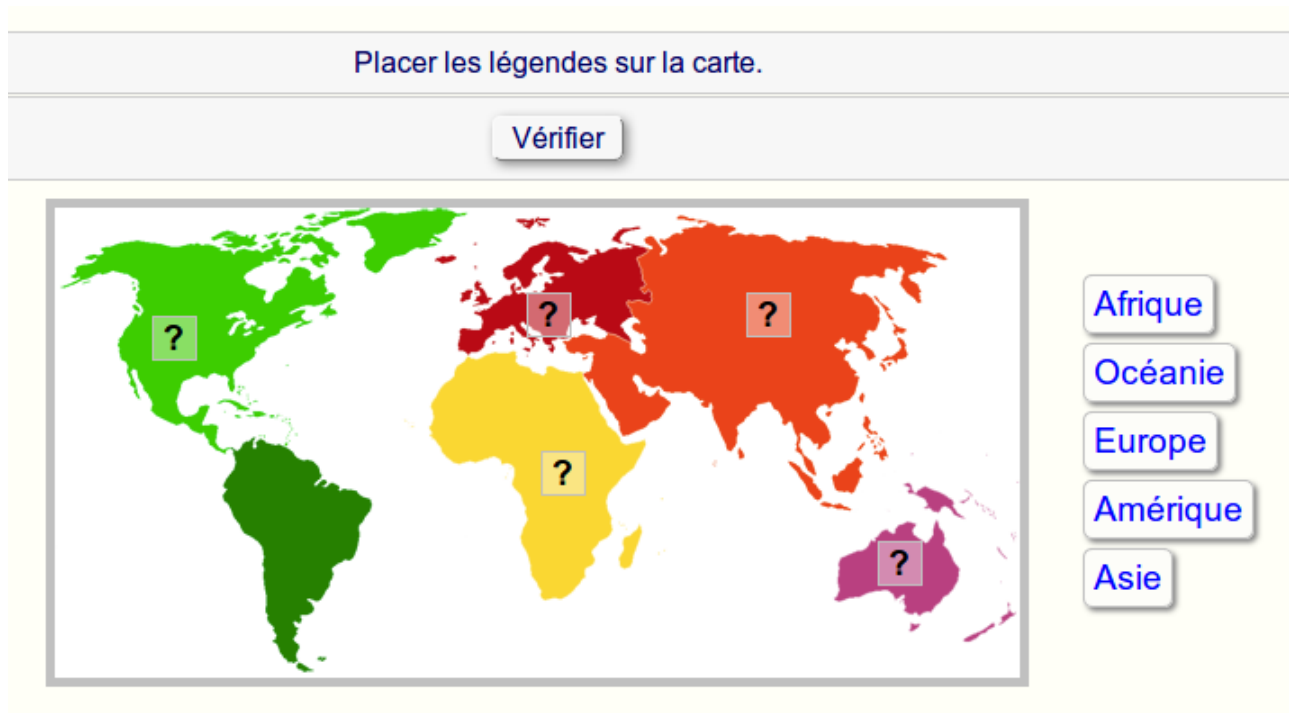 Placer les légendes sur la carte.
Vérifier
?
?
?
?
?
Afrique
Océanie
Europe
Amérique
Asie